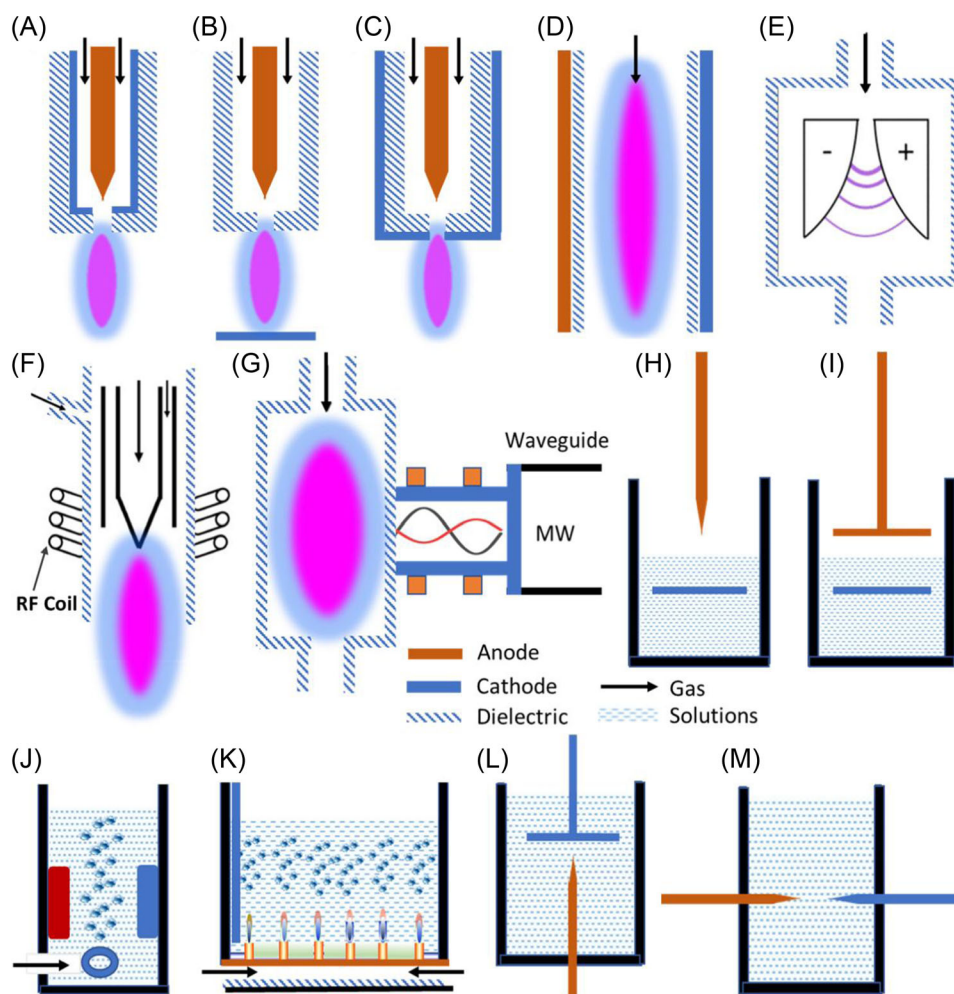 (A)
(B)
(C)
(D)
(E)
-
+
(F)
(G)
(H)
(I)
Waveguide
MW
RF Coil
Anode
Cathode
Gas
Dielectric
Solutions
(J)
(K)
(L)
(M)